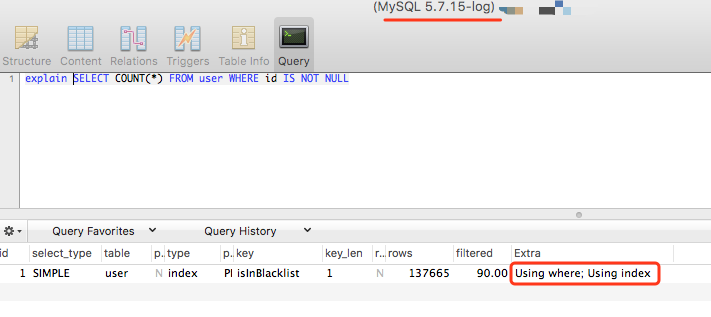 (MySQL 5.7.15-log)
Structure Content Relations Triggers Table Info Query
1 explain SELECT COUNT(*) FROM user WHERE id IS NOT NULL
Query Favorites Query History
id select_type table p.. type p.. key key_len r... rows filtered Extra
1 SIMPLE user N index PI isInBlacklist 1 N 137665 90.00 Using where; Using index